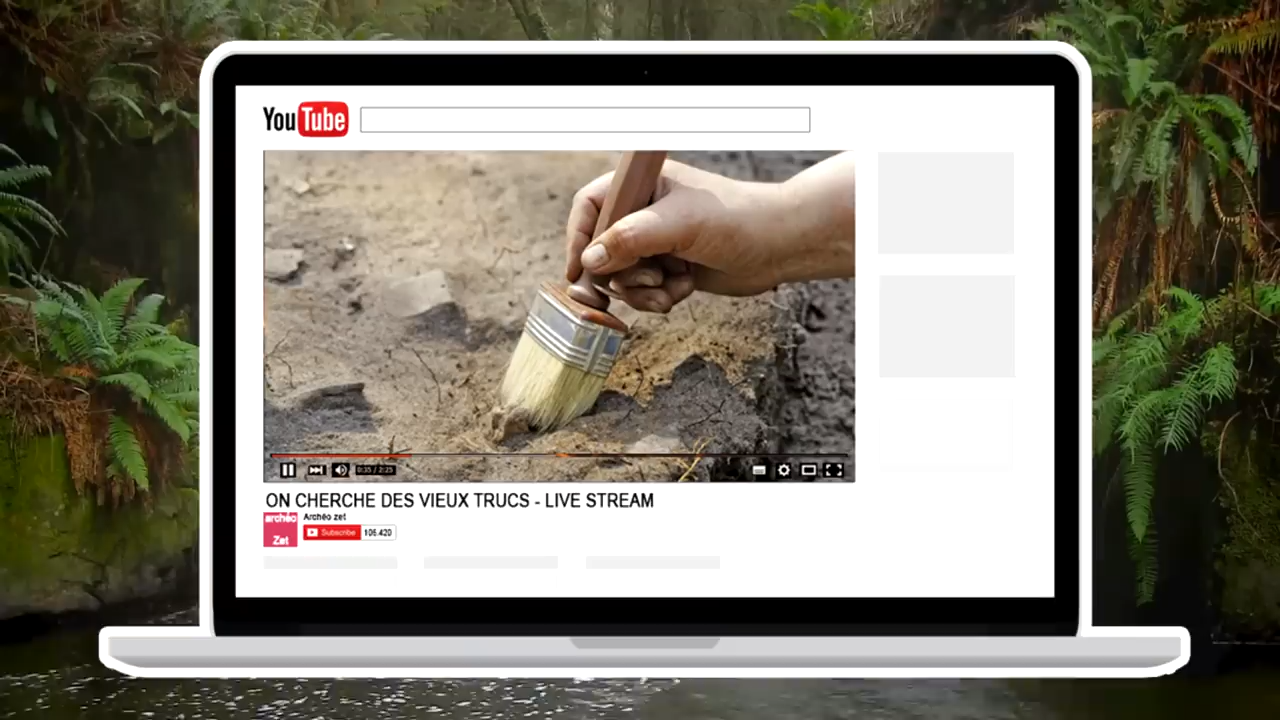 YouTube
0:35 / 2:25
ON CHERCHE DES VIEUX TRUCS - LIVE STREAM
archéo
Zet
Archéo zet
Subscribe 106.420